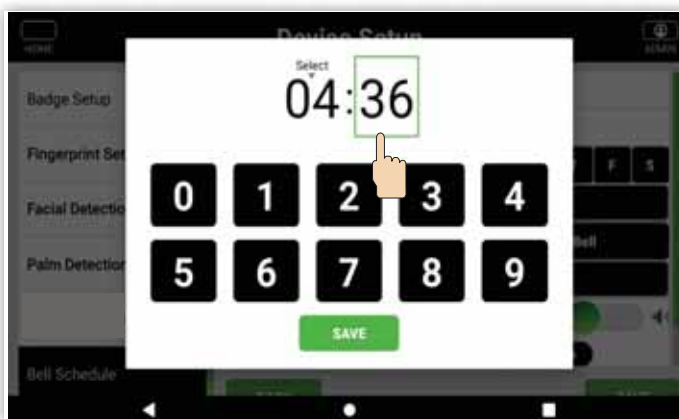 Device Setup
HOME
ADMIN
Select
04:36
Badge Setup
Fingerprint Set
F S
0 1 2 3 4
Facial Detectio
Bell
Palm Detection
5 6 7 8 9
SAVE
Bell Schedule